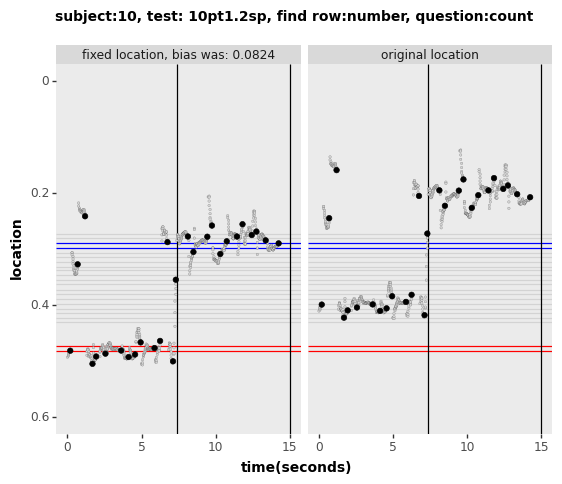 subject:10, test: 10pt1.2sp, find row:number, question:count
fixed location, bias was: 0.0824
original location
0
0.2
0.4
0.6
location
0
5
10
15
0
5
10
15
time(seconds)